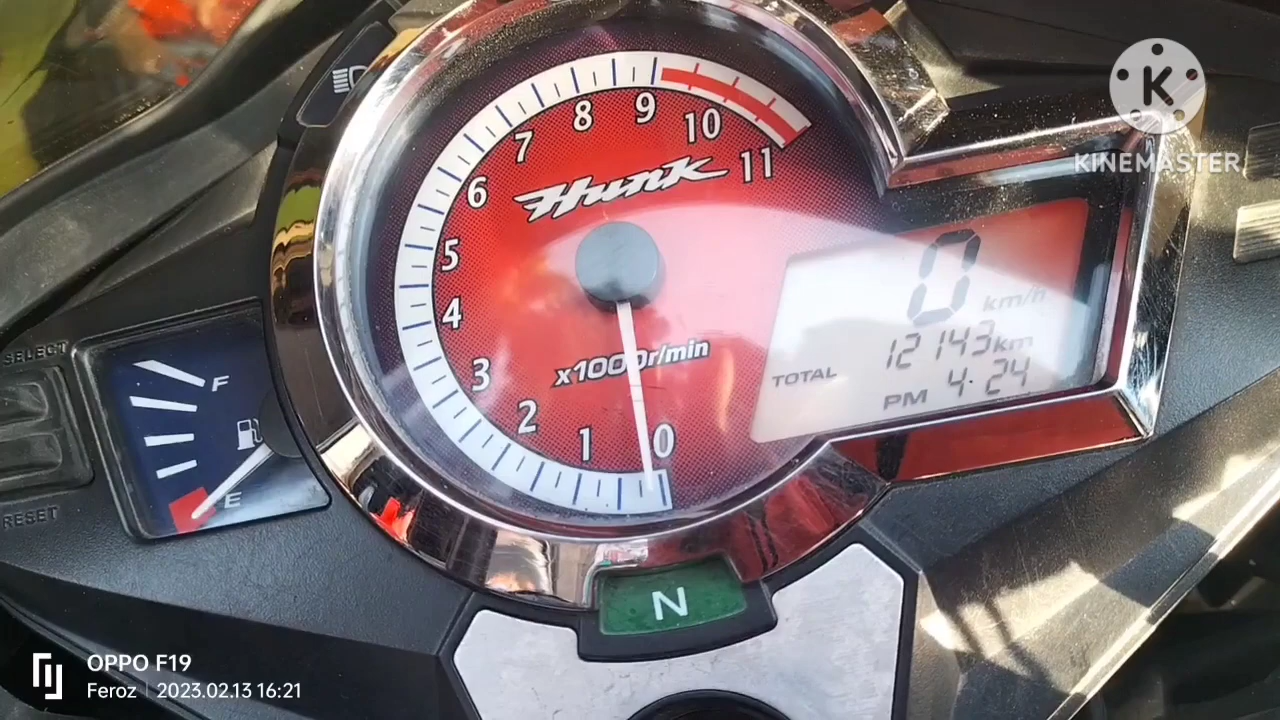 K
KINEMASTER
9
8
10
7
11
6
Hunk
5
0
km/h
4
12143km
x1000r/min
TOTAL
SELECT
3
PM 4:24
F
2
1
0
E
RESET
N
OPPO F19
Feroz | 2023.02.13 16:21